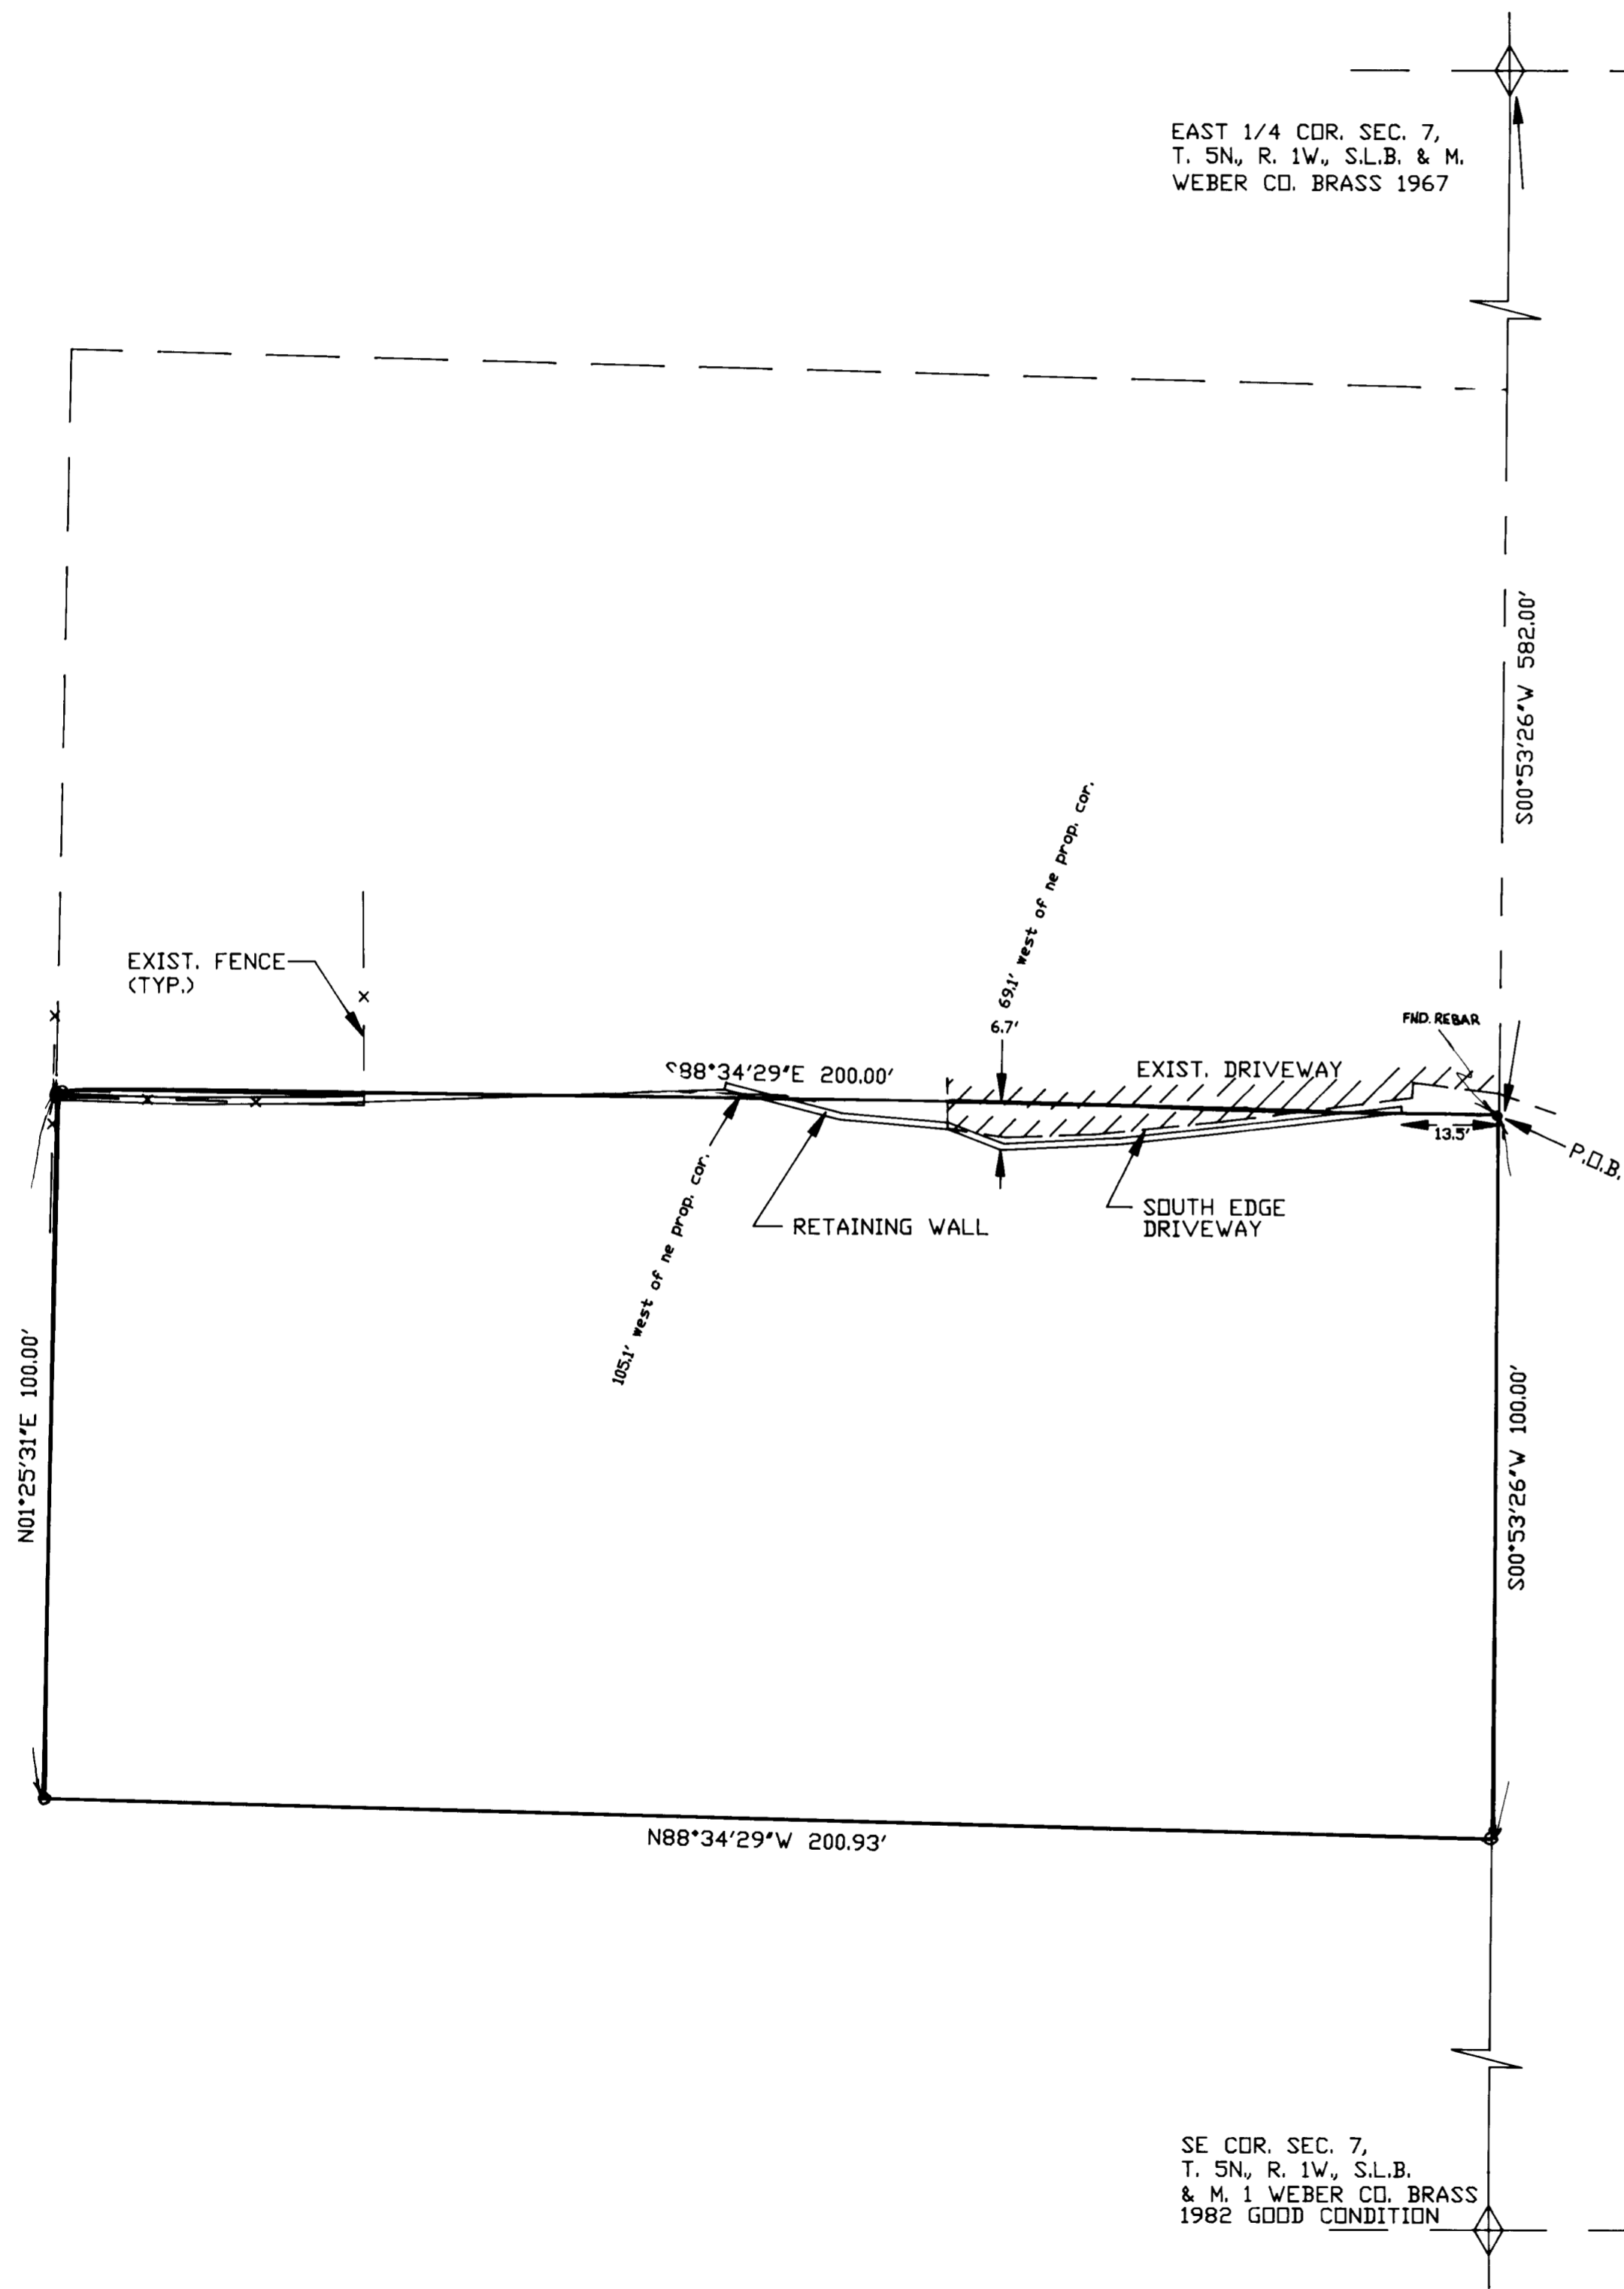 EAST 1/4 COR. SEC. 7,
T. 5N., R. 1W., S.L.B. & M.
WEBER CO. BRASS 1967
S00°53'26"W 582.00'
69.1' west of ne prop. cor.
6.7'
EXIST. FENCE
(TYP.)
FND. REBAR
S88°34'29"E 200.00'
EXIST. DRIVEWAY
13.5'
P.O.B.
105.1' west of ne prop. cor.
RETAINING WALL
SOUTH EDGE
DRIVEWAY
N01°25'31"E 100.00'
S00°53'26"W 100.00'
N88°34'29"W 200.93'
SE COR. SEC. 7,
T. 5N., R. 1W., S.L.B.
& M. 1 WEBER CO. BRASS
1982 GOOD CONDITION